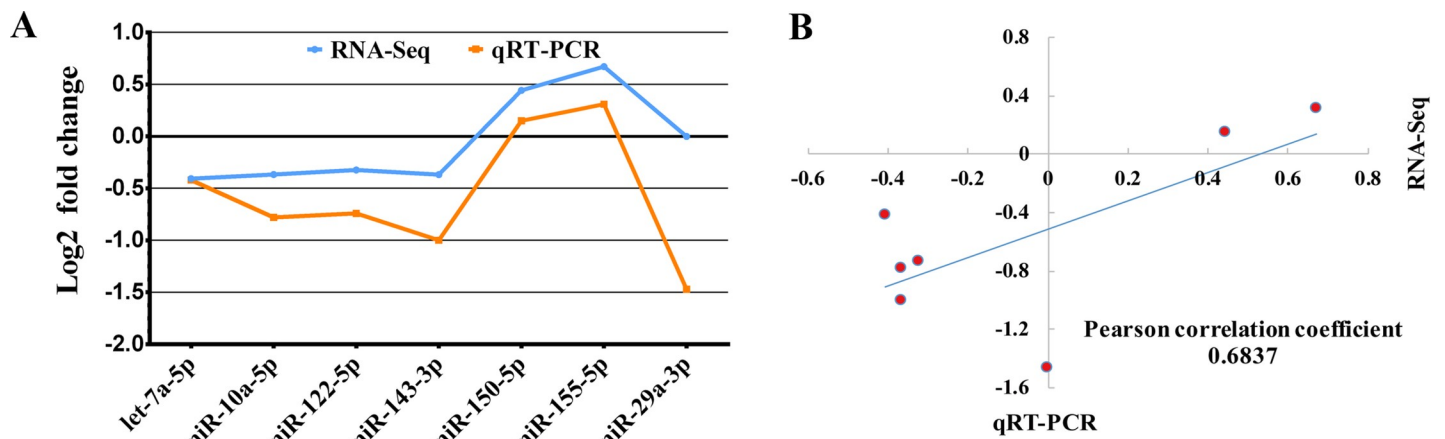 A
Log2 fold change
RNA-Seq qRT-PCR
1.0
0.5
0.0
-0.5
-1.0
-1.5
-2.0
let-7a-5p
miR-10a-5p
miR-122-5p
miR-143-3p
miR-150-5p
miR-155-5p
miR-29a-3p
B
0.8
0.4
0
-0.4
-0.8
-1.2
-1.6
-0.6 -0.4 -0.2 0 0.2 0.4 0.6 0.8
RNA-Seq
Pearson correlation coefficient
0.6837
qRT-PCR